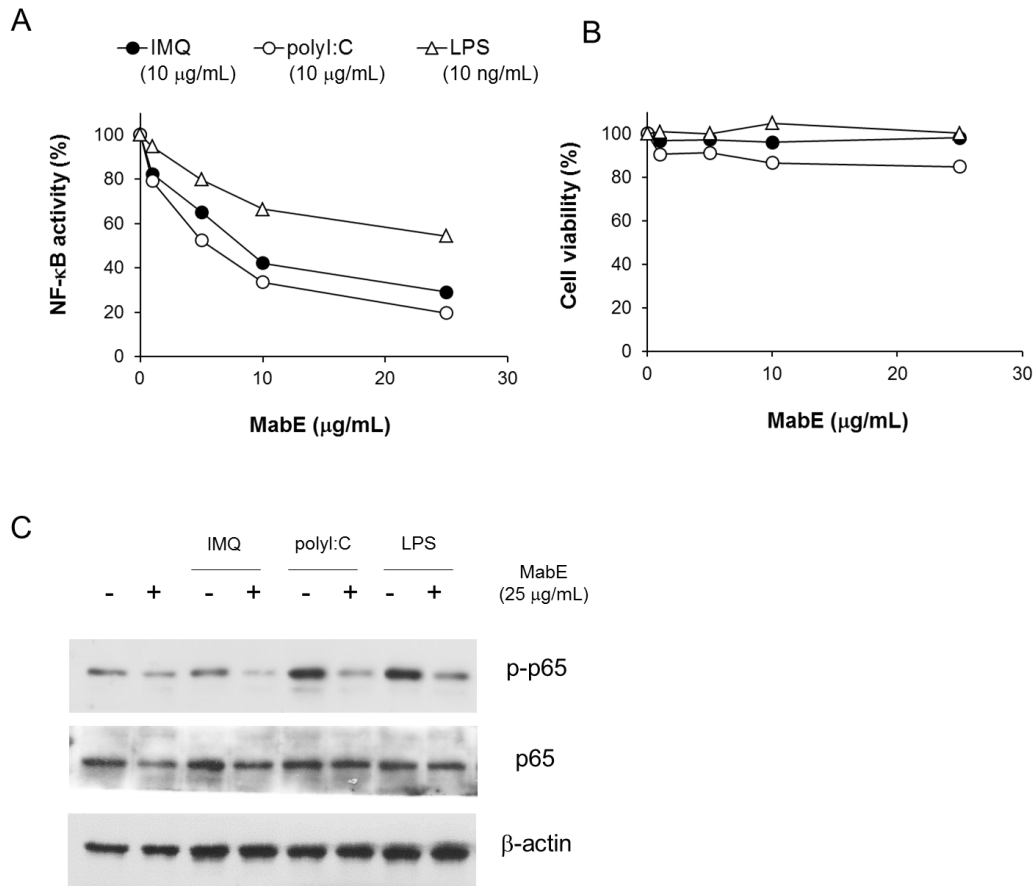 A
IMQ polyI:C LPS
(10 μg/mL) (10 μg/mL) (10 ng/mL)
NF-κB activity (%)
100
80
60
40
20
0
0 10 20 30
MabE (μg/mL)
B
Cell viability (%)
100
80
60
40
20
0
0 10 20 30
MabE (μg/mL)
C
IMQ polyI:C LPS
MabE
(25 μg/mL)
- + - + - + - +
p-p65
p65
β-actin